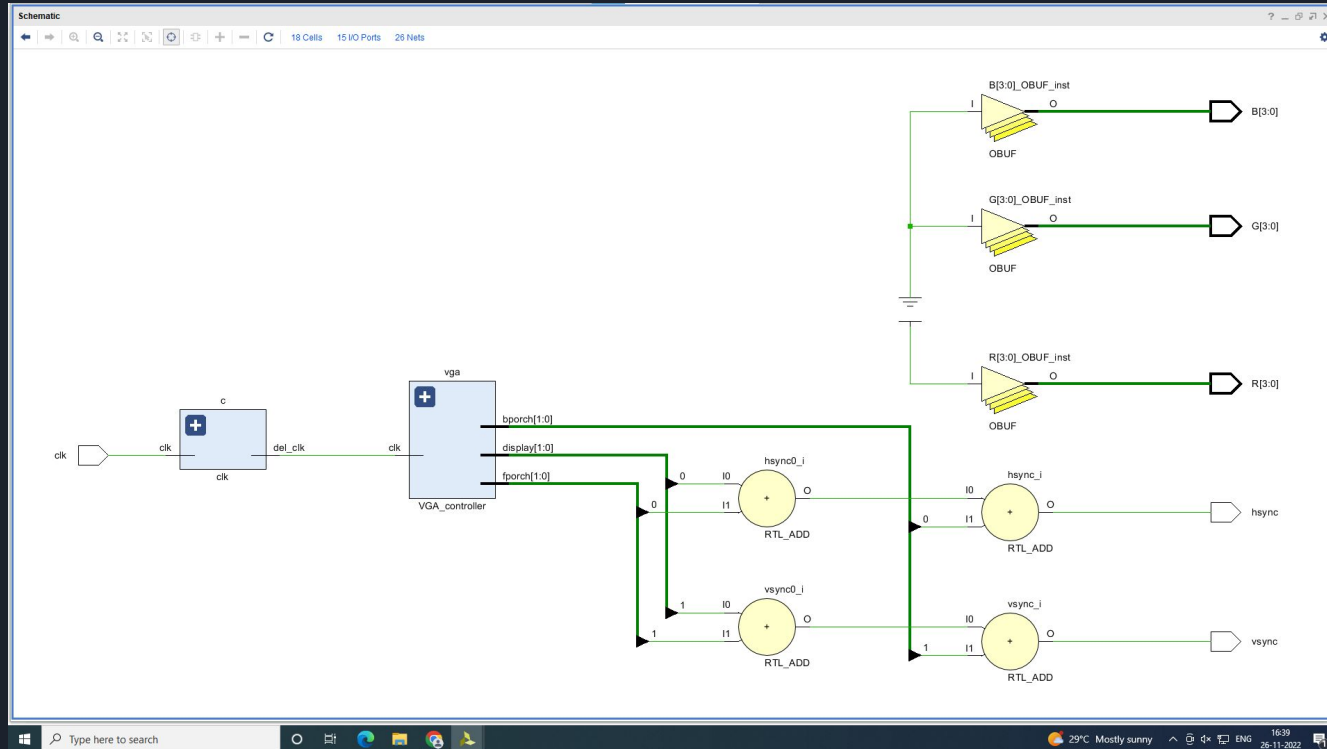 Schematic
18 Cells 15 I/O Ports 26 Nets
B[3:0]_OBUF_inst
I O B[3:0]
OBUF
G[3:0]_OBUF_inst
I O G[3:0]
OBUF
R[3:0]_OBUF_inst
I O R[3:0]
OBUF
c
clk clk del_clk
clk
vga
clk
bporch[1:0]
display[1:0]
fporch[1:0]
VGA_controller
hsync0_i
0 I0
0 I1 O
+
RTL_ADD
hsync_i
I0
0 I1 O hsync
+
RTL_ADD
vsync0_i
1 I0
1 I1 O
+
RTL_ADD
vsync_i
I0
1 I1 O vsync
+
RTL_ADD
Type here to search
29°C Mostly sunny ENG 16:39
26-11-2022